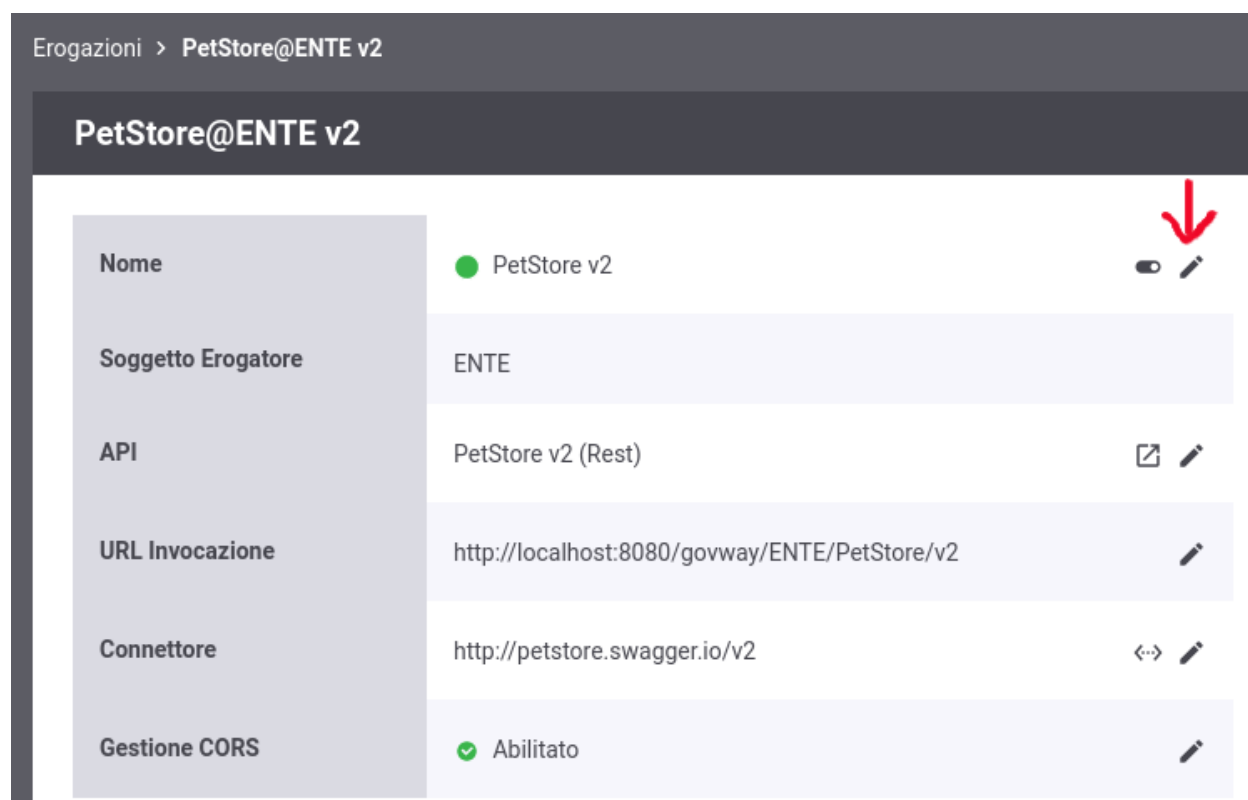 Erogazioni > PetStore@ENTE v2
PetStore@ENTE v2
Nome PetStore v2
Soggetto Erogatore ENTE
API PetStore v2 (Rest)
URL Invocazione http://localhost:8080/govway/ENTE/PetStore/v2
Connettore http://petstore.swagger.io/v2
Gestione CORS Abilitato